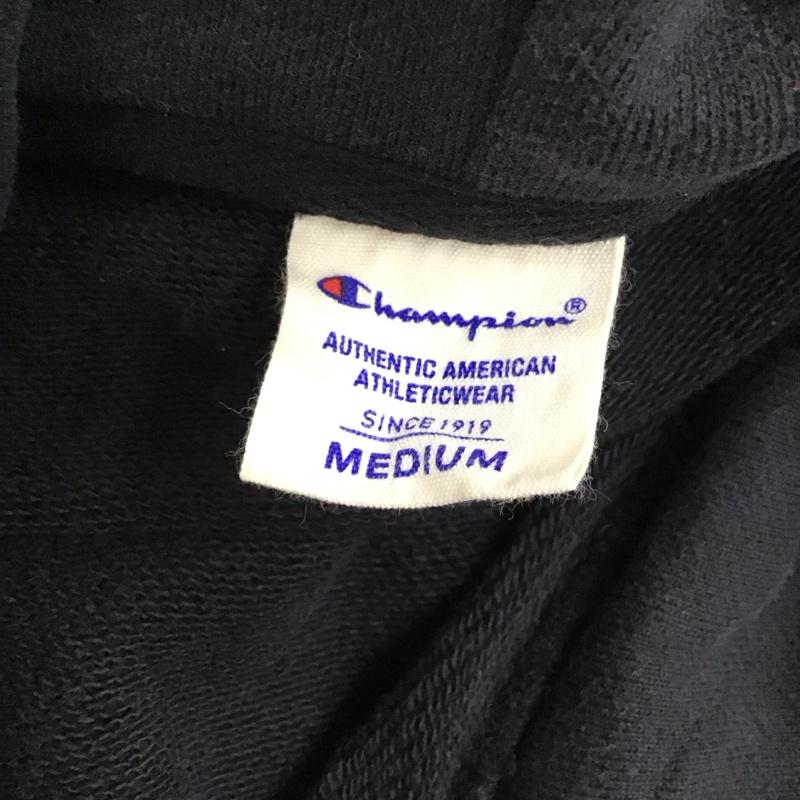 Champion®
AUTHENTIC AMERICAN
ATHLETICWEAR
SINCE 1919
MEDIUM